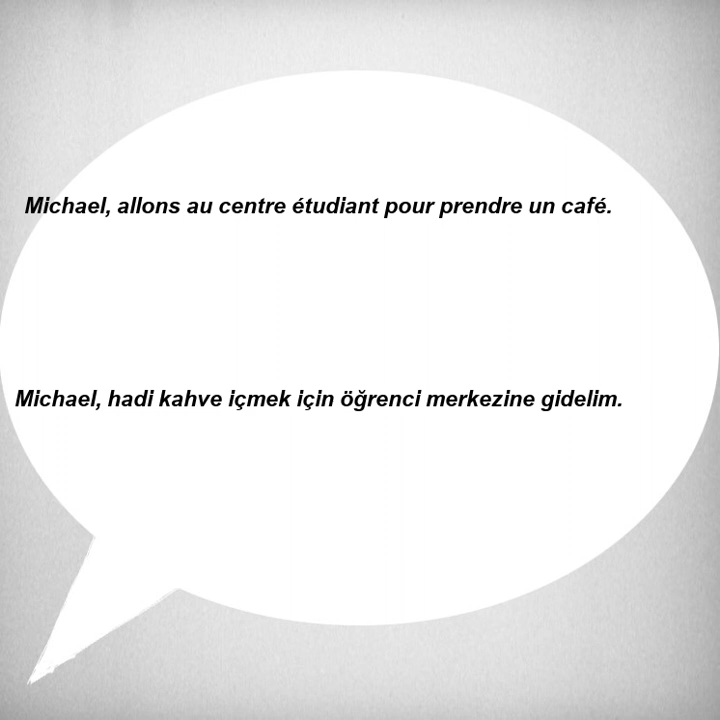 Michael, allons au centre étudiant pour prendre un café.
Michael, hadi kahve içmek için öğrenci merkezine gidelim.